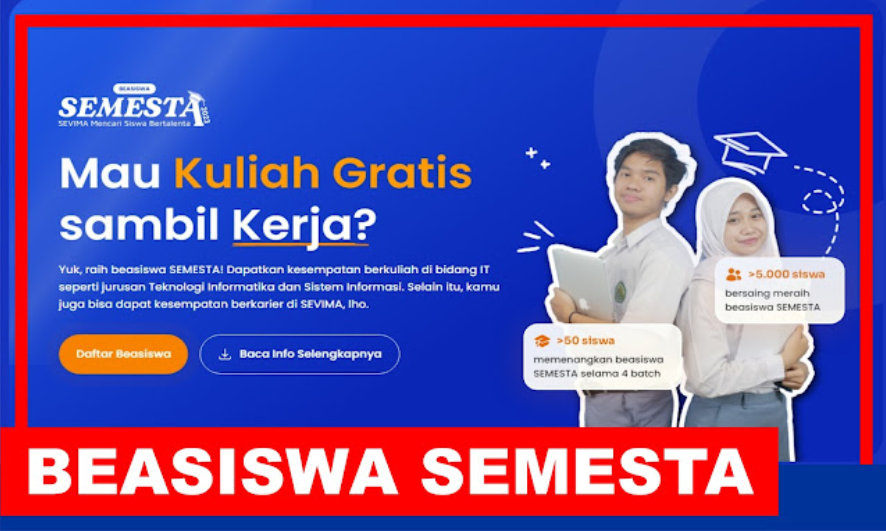 BEASISWA
SEMESTA
2023
SEVIMA Mencari Siswa Bertalenta
Mau Kuliah Gratis
sambil Kerja?
Yuk, raih beasiswa SEMESTA! Dapatkan kesempatan berkuliah di bidang IT
seperti jurusan Teknologi Informatika dan Sistem Informasi. Selain itu, kamu
juga bisa dapat kesempatan berkarier di SEVIMA, lho.
Daftar Beasiswa
Baca Info Selengkapnya
>5.000 siswa
bersaing meraih
beasiswa SEMESTA
>50 siswa
memenangkan beasiswa
SEMESTA selama 4 batch
BEASISWA SEMESTA